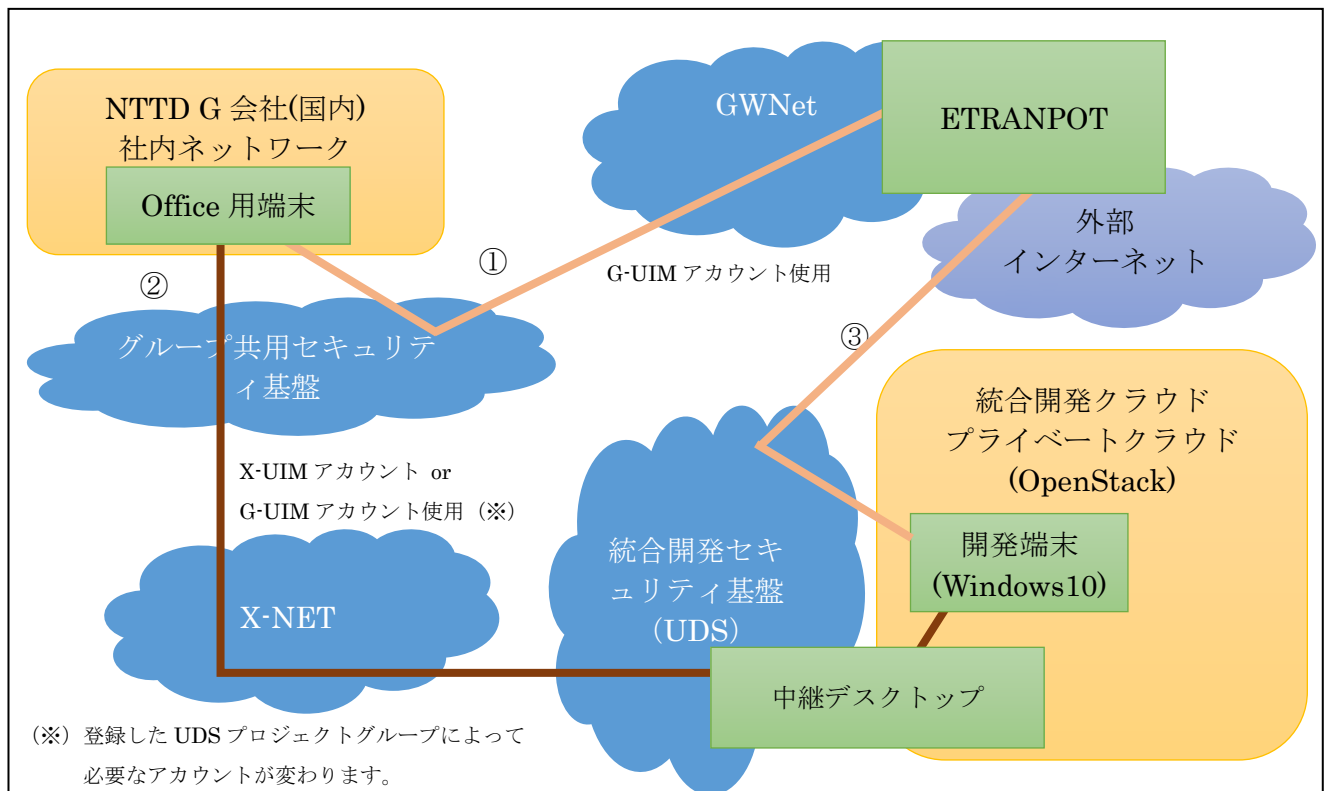 NTTD G 会社(国内)
社内ネットワーク
Office 用端末
GWNet
ETRANPOT
外部
インターネット
①
G-UIM アカウント使用
②
グループ共用セキュリテ
ィ基盤
③
統合開発クラウド
プライベートクラウド
(OpenStack)
X-UIM アカウント or
G-UIM アカウント使用（※）
開発端末
(Windows10)
統合開発セキ
ュリティ基盤
（UDS）
X-NET
中継デスクトップ
（※）登録した UDS プロジェクトグループによって
必要なアカウントが変わります。